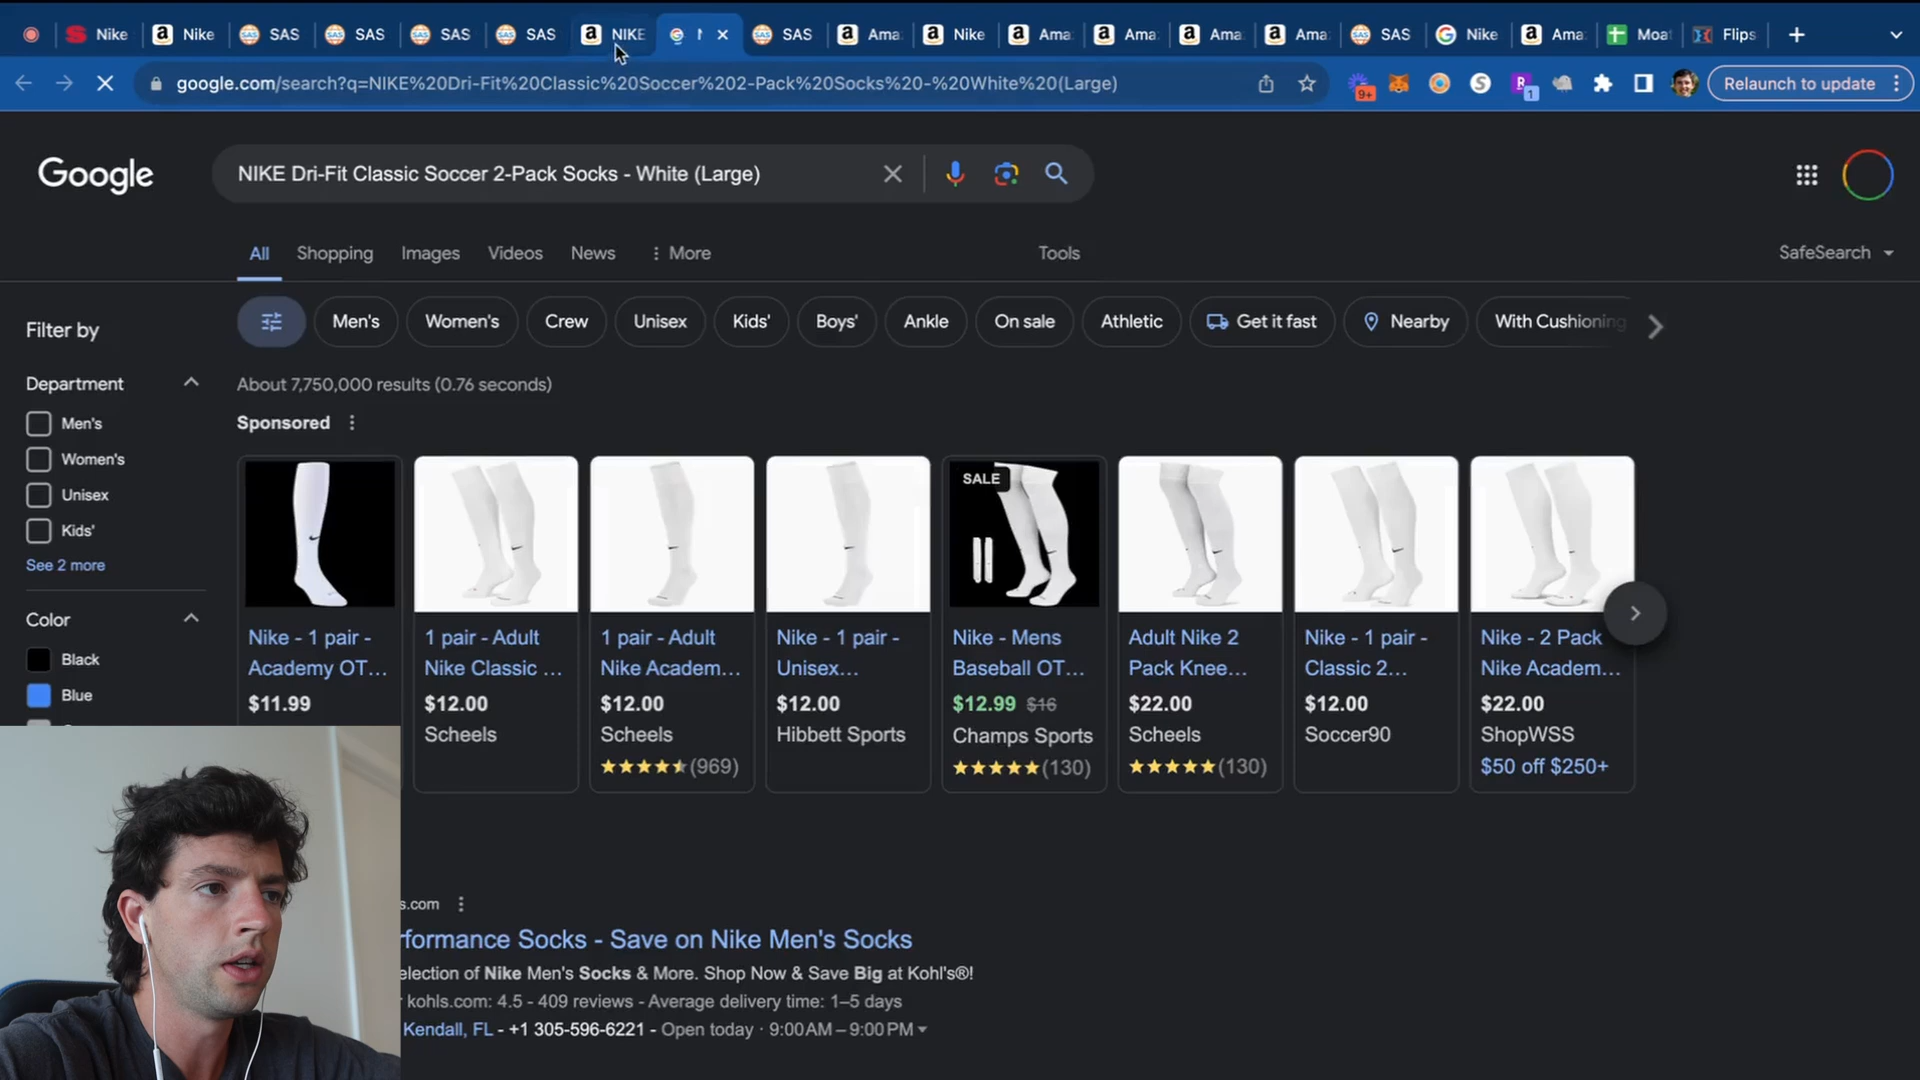 Nike
Nike
SAS
SAS
SAS
SAS
NIKE
SAS
Ama
Nike
Ama
Ama
Ama
Ama
SAS
Nike
Ama
Moa
Flips
google.com/search?q=NIKE%20Dri-Fit%20Classic%20Soccer%202-Pack%20Socks%20-%20White%20(Large)
9+
1
Relaunch to update
Google
NIKE Dri-Fit Classic Soccer 2-Pack Socks - White (Large)
All
Shopping
Images
Videos
News
More
Tools
SafeSearch
Filter by
Men's
Women's
Crew
Unisex
Kids'
Boys'
Ankle
On sale
Athletic
Get it fast
Nearby
With Cushioning
Department
Men's
Women's
Unisex
Kids'
See 2 more
Color
Black
Blue
About 7,750,000 results (0.76 seconds)
Sponsored
Nike - 1 pair -
Academy OT...
$11.99
1 pair - Adult
Nike Classic ...
$12.00
Scheels
1 pair - Adult
Nike Academ...
$12.00
Scheels
(969)
Nike - 1 pair -
Unisex...
$12.00
Hibbett Sports
SALE
Nike - Mens
Baseball OT...
$12.99 $16
Champs Sports
(130)
Adult Nike 2
Pack Knee...
$22.00
Scheels
(130)
Nike - 1 pair -
Classic 2...
$12.00
Soccer90
Nike - 2 Pack
Nike Academ...
$22.00
ShopWSS
$50 off $250+
s.com
formance Socks - Save on Nike Men's Socks
election of Nike Men's Socks & More. Shop Now & Save Big at Kohl's®!
kohls.com: 4.5 - 409 reviews - Average delivery time: 1–5 days
Kendall, FL - +1 305-596-6221 - Open today · 9:00 AM – 9:00 PM